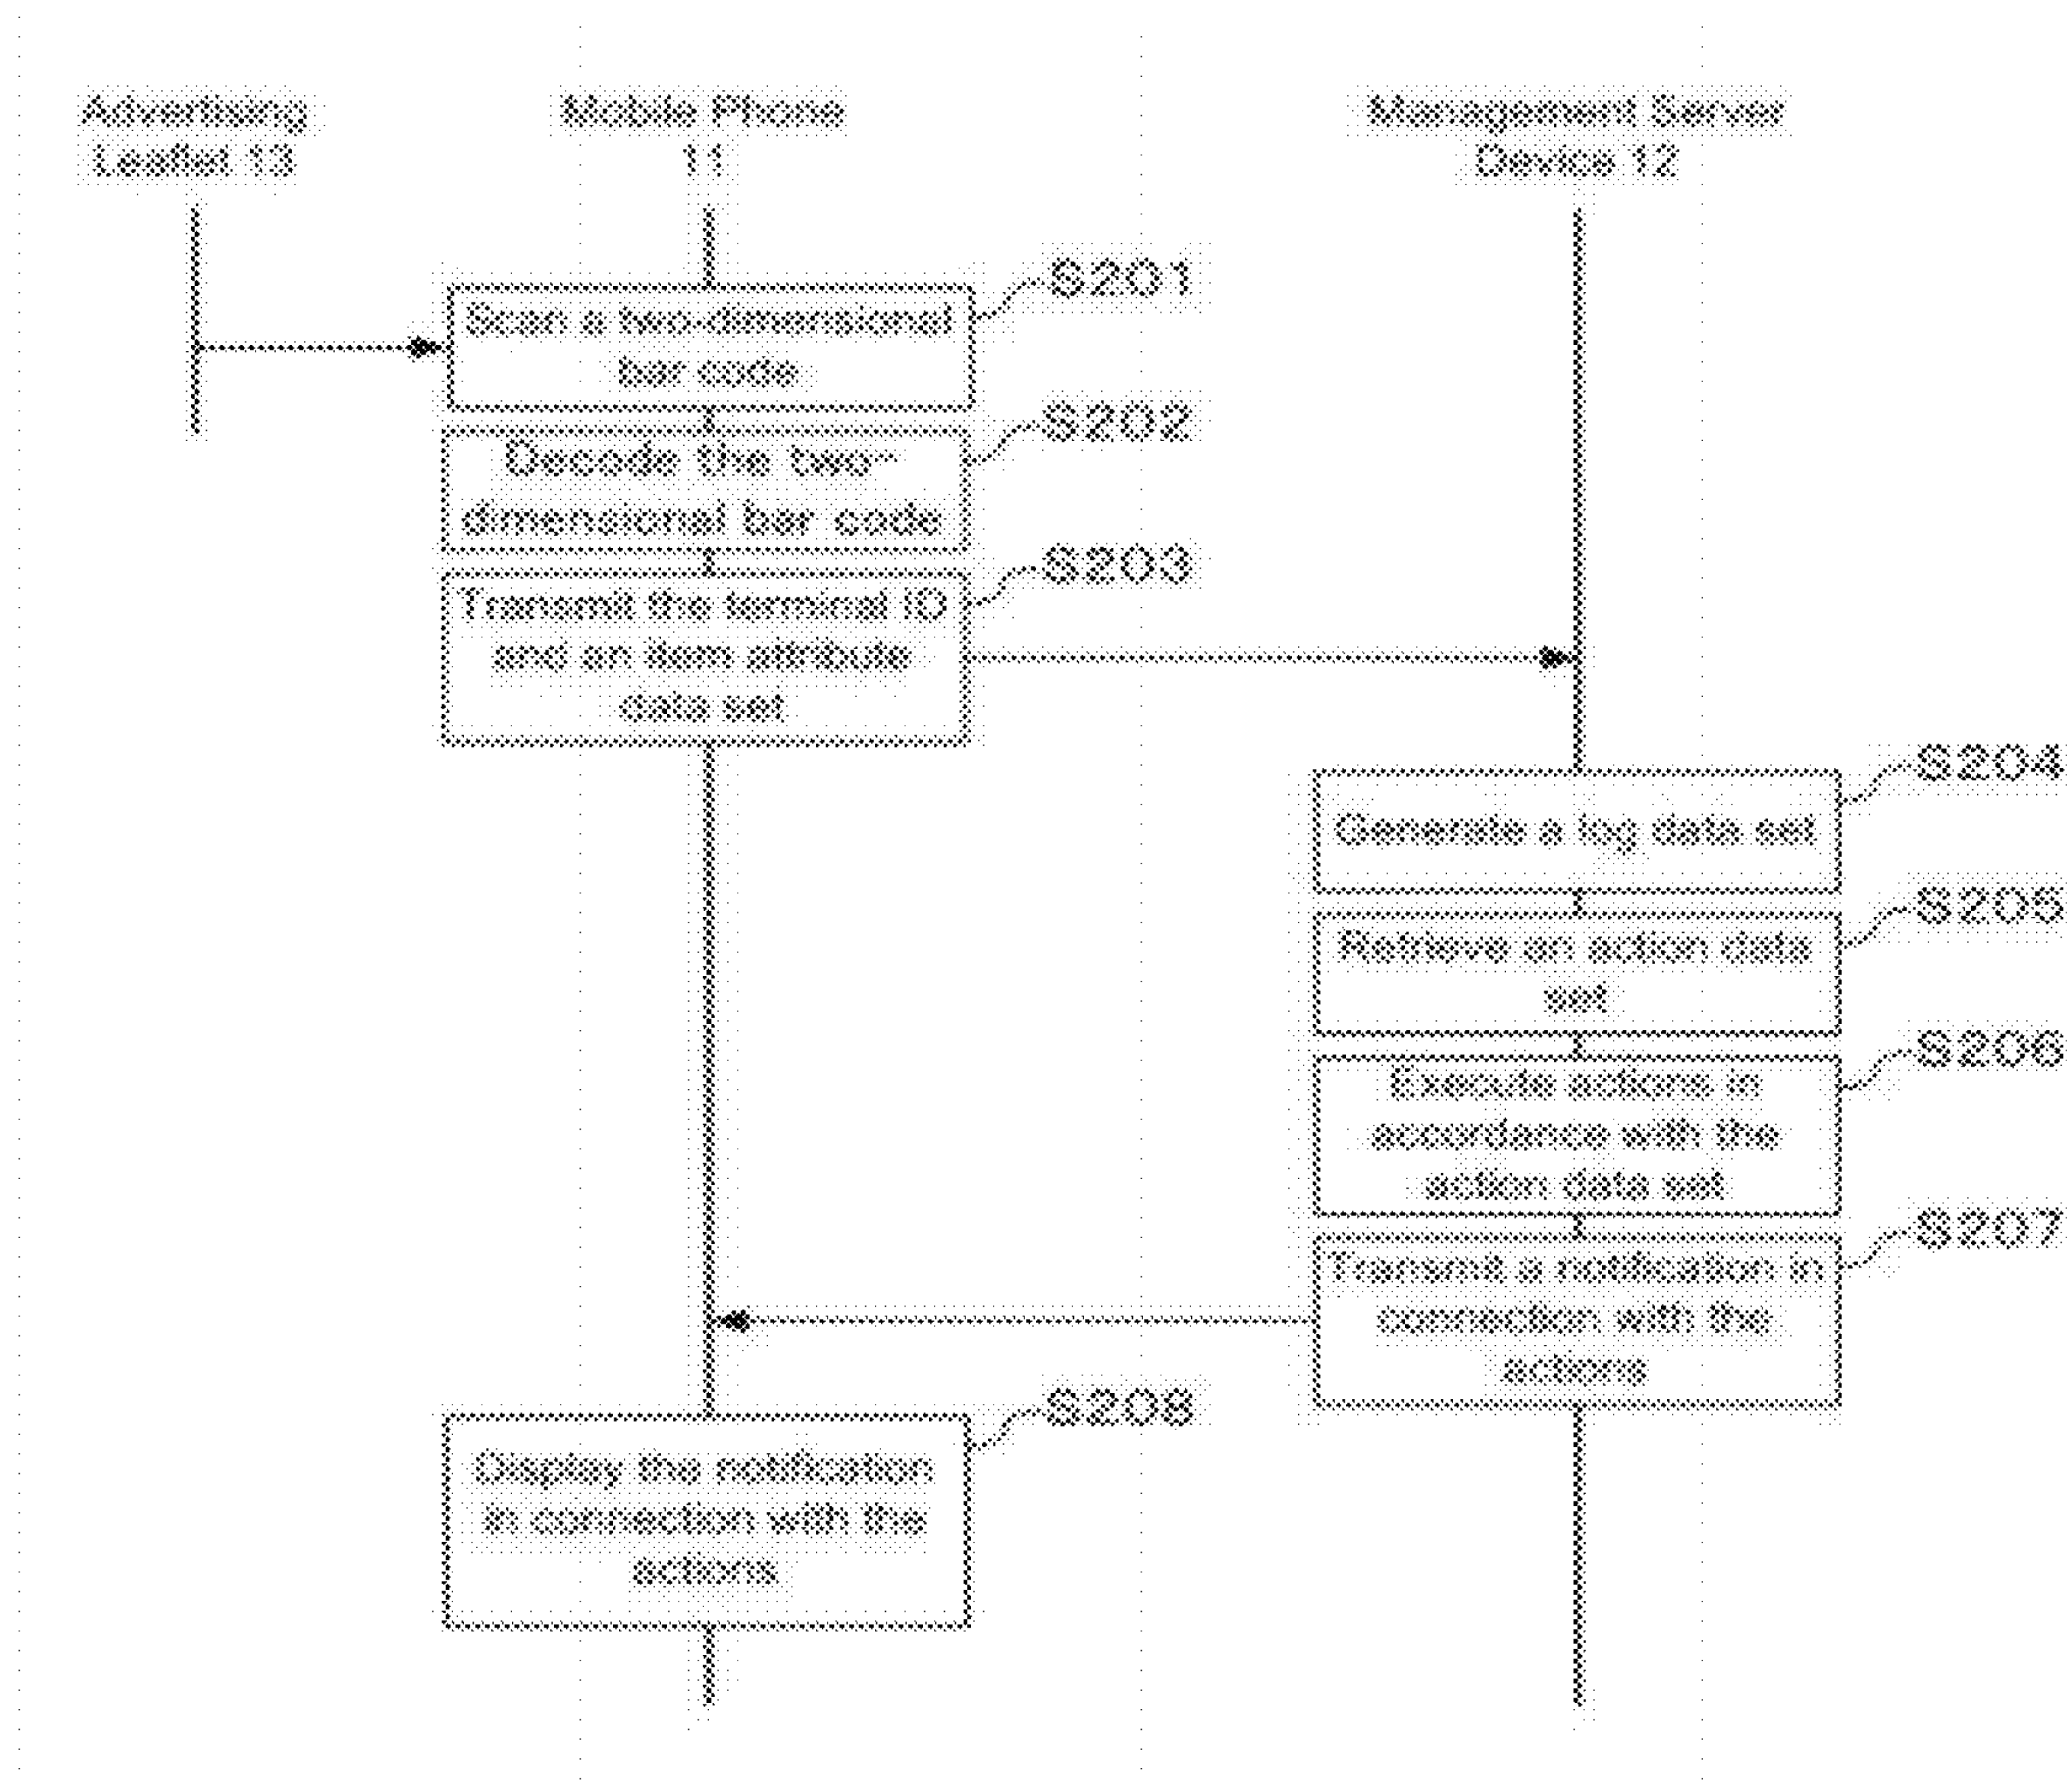 Advertising
Leaflet 13
Mobile Phone
11
Management Server
Device 12
S201
Scan a two-dimensional
bar code
S202
Decode the two-
dimensional bar code
S203
Transmit the terminal ID
and an item attribute
data set
S204
Generate a log data set
S205
Retrieve an action data
set
S206
Execute actions in
accordance with the
action data set
S207
Transmit a notification in
connection with the
actions
S208
Display the notification
in connection with the
actions